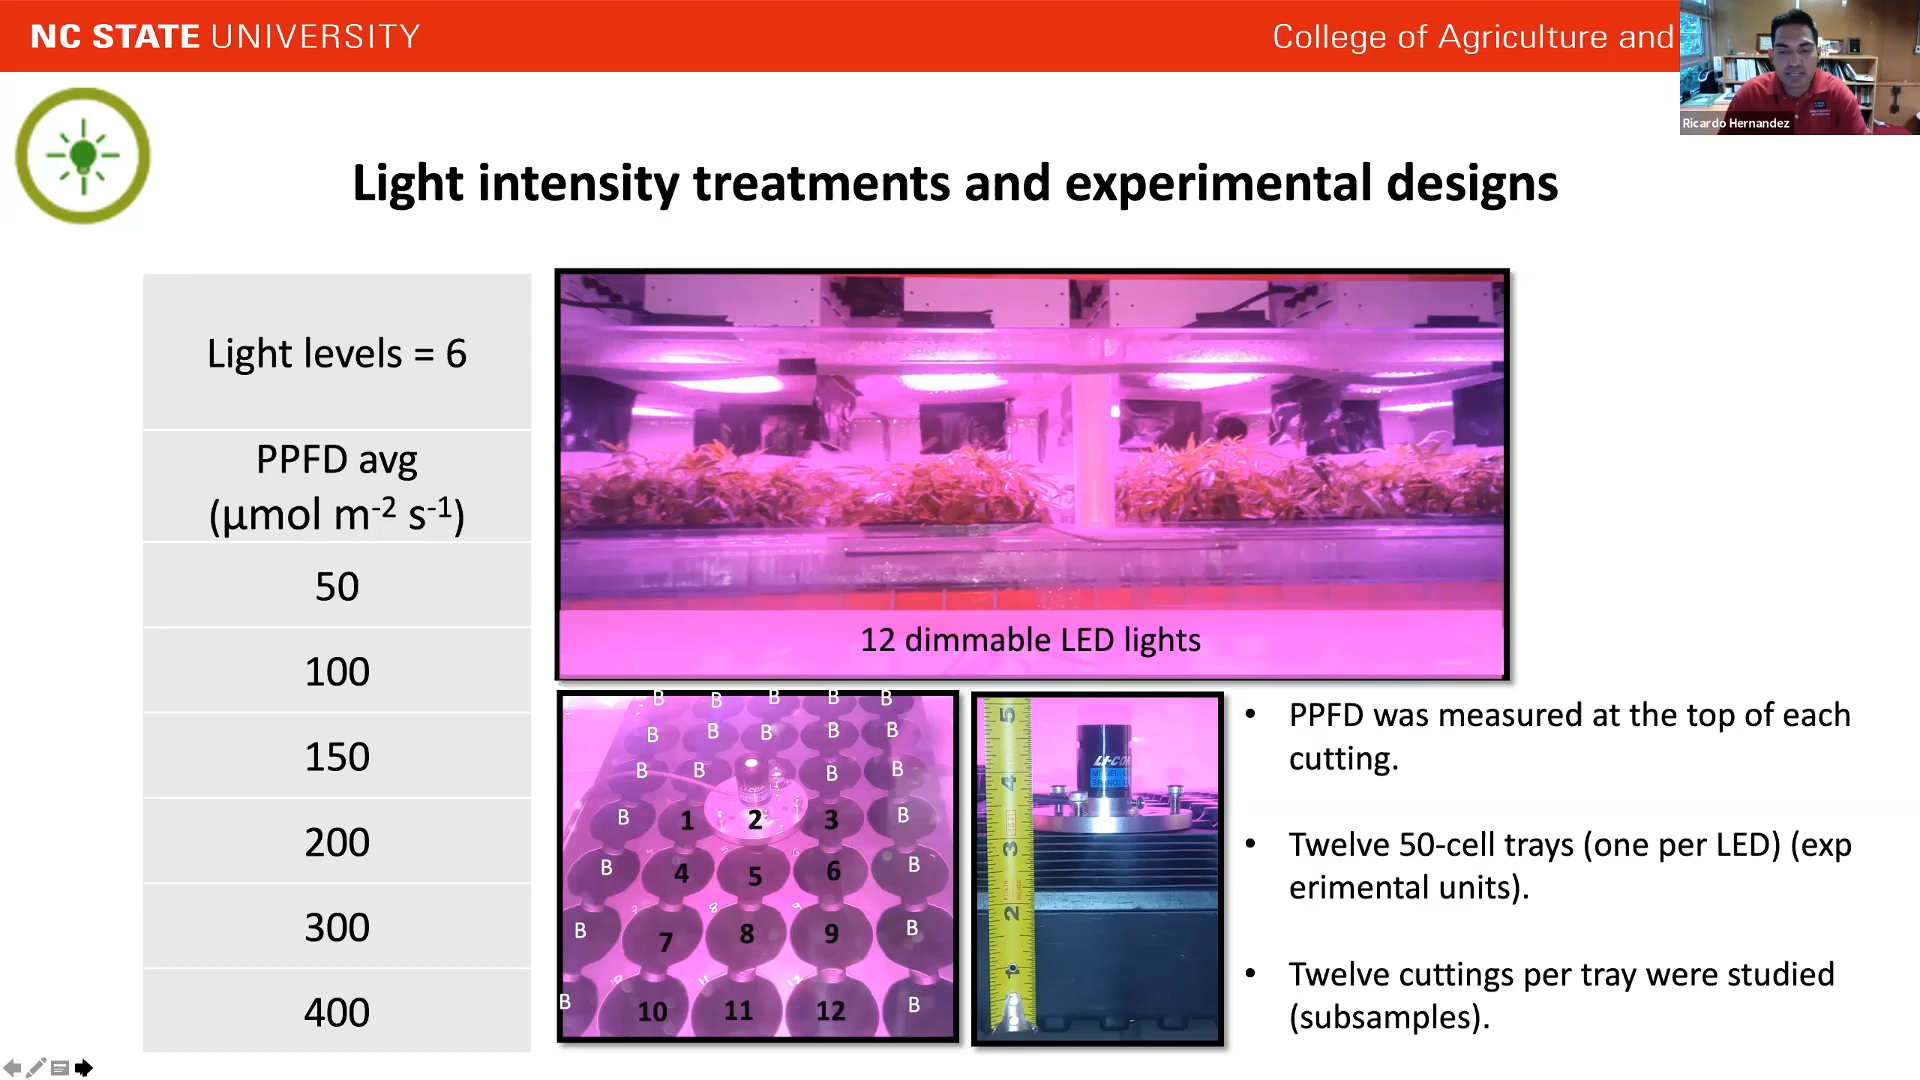 NC STATE UNIVERSITY
College of Agriculture and
Ricardo Hernandez
Light intensity treatments and experimental designs
Light levels = 6
PPFD avg
(µmol m-2 s-1)
50
100
150
200
300
400
12 dimmable LED lights
B B B B B
B B B B B
B B B B
B 1 2 3 B
B 4 5 6 B
B 7 8 9 B
B 10 11 12 B
5
4
3
2
1
LI-COR
• PPFD was measured at the top of each
cutting.
• Twelve 50-cell trays (one per LED) (exp
erimental units).
• Twelve cuttings per tray were studied
(subsamples).